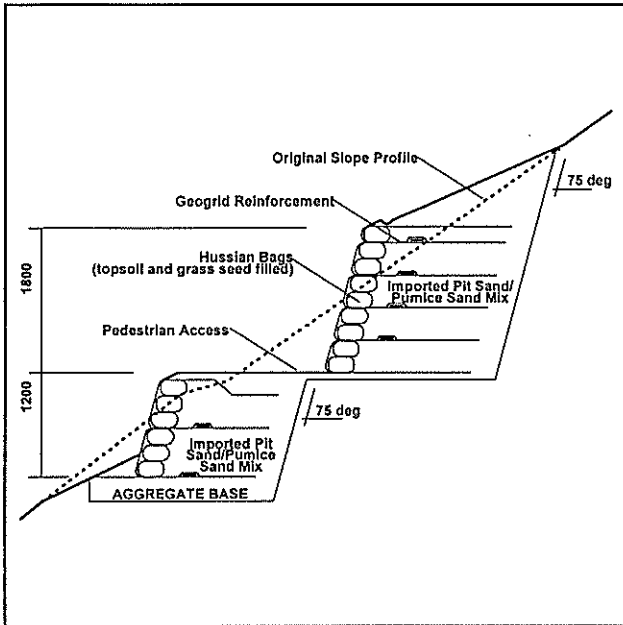 Original Slope Profile
75 deg
Geogrid Reinforcement
Hussian Bags
(topsoil and grass seed filled)
1800
Imported Pit Sand/
Pumice Sand Mix
Pedestrian Access
1200
75 deg
Imported Pit
Sand/Pumice
Sand Mix
AGGREGATE BASE